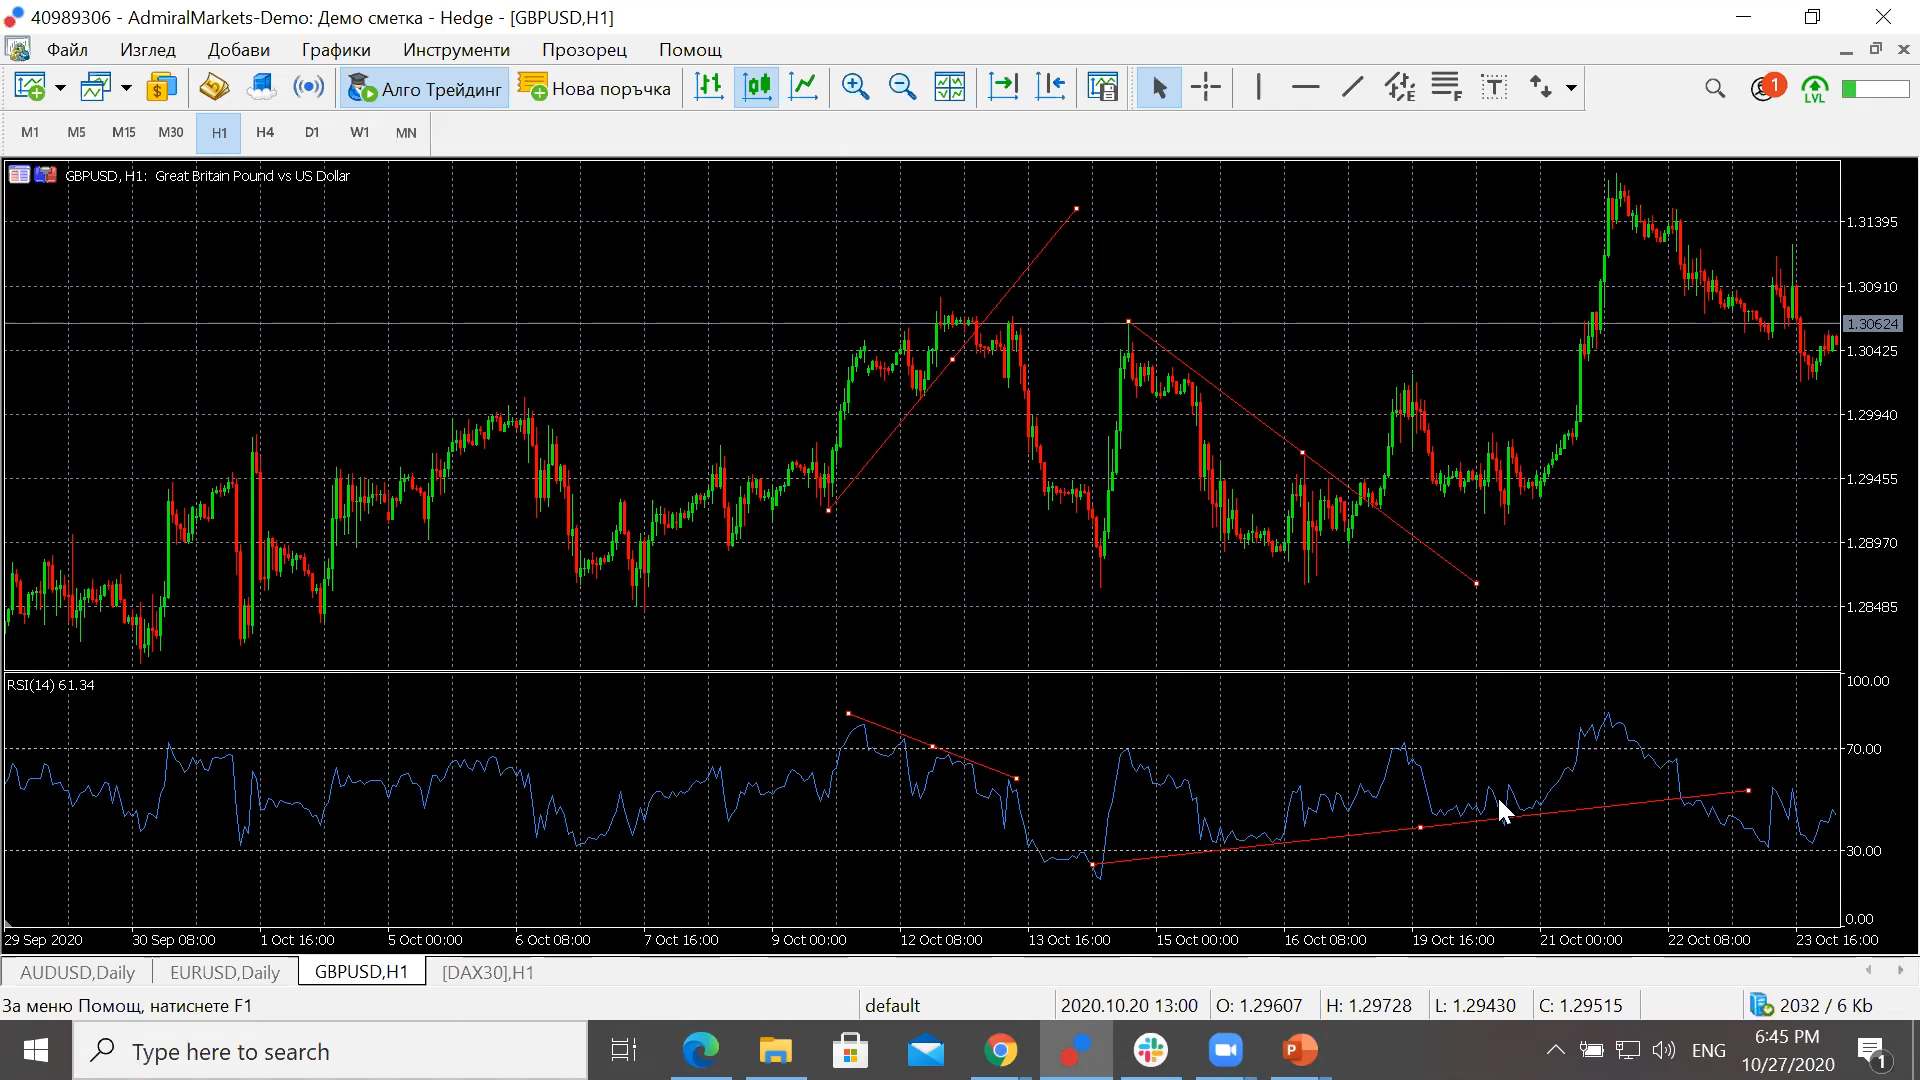 40989306 - AdmiralMarkets-Demo: Демо сметка - Hedge - [GBPUSD,H1]
Файл Изглед Добави Графики Инструменти Прозорец Помощ
Алго Трейдинг Нова поръчка 1 LVL
M1 M5 M15 M30 H1 H4 D1 W1 MN
GBPUSD, H1: Great Britain Pound vs US Dollar
1.31395
1.30910
1.30624
1.30425
1.29940
1.29455
1.28970
1.28485
RSI(14) 61.34
100.00
70.00
30.00
0.00
29 Sep 2020 30 Sep 08:00 1 Oct 16:00 5 Oct 00:00 6 Oct 08:00 7 Oct 16:00 9 Oct 00:00 12 Oct 08:00 13 Oct 16:00 15 Oct 00:00 16 Oct 08:00 19 Oct 16:00 21 Oct 00:00 22 Oct 08:00 23 Oct 16:00
AUDUSD,Daily EURUSD,Daily GBPUSD,H1 [DAX30],H1
За меню Помощ, натиснете F1 default 2020.10.20 13:00 O: 1.29607 H: 1.29728 L: 1.29430 C: 1.29515 2032 / 6 Kb
Type here to search ENG 6:45 PM 1
10/27/2020